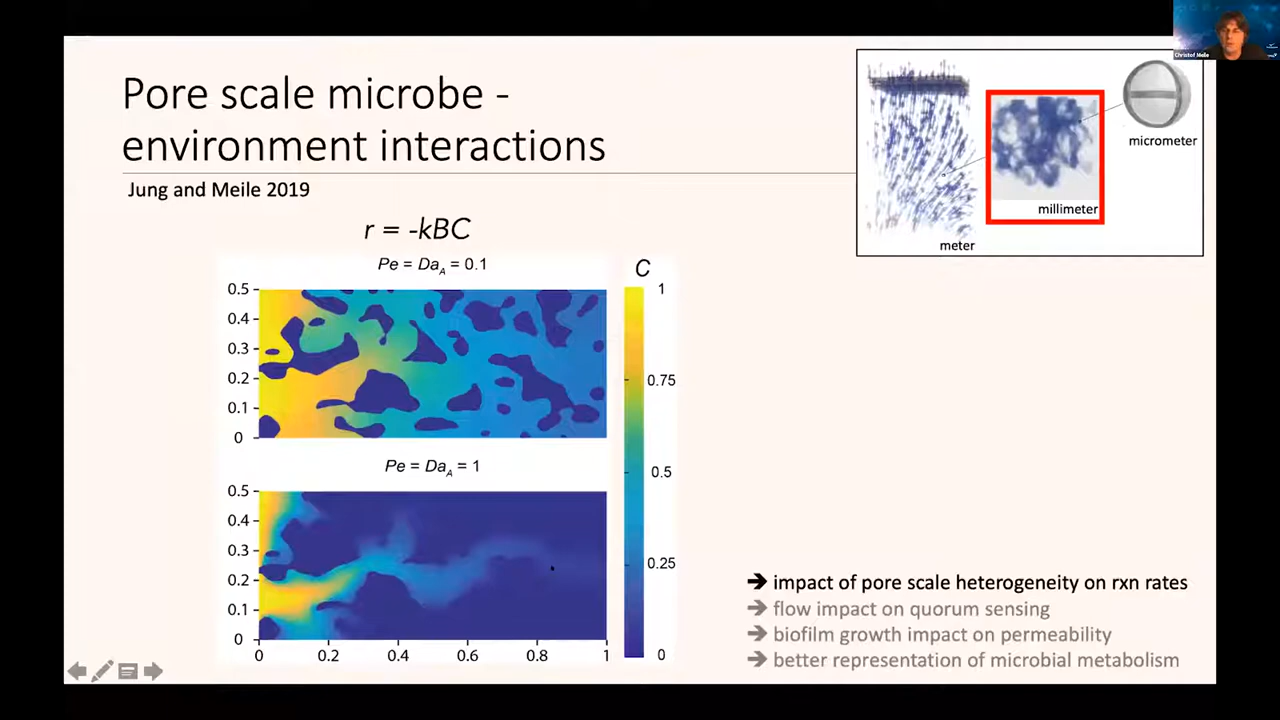 Pore scale microbe -
environment interactions
Jung and Meile 2019
r = -kBC
Pe = Da_A = 0.1
C
0.5
0.4
0.3
0.2
0.1
0
1
0.75
0.5
0.25
0
Pe = Da_A = 1
0.5
0.4
0.3
0.2
0.1
0
0 0.2 0.4 0.6 0.8 1
meter
millimeter
micrometer
Christof Meile
➔ impact of pore scale heterogeneity on rxn rates
➔ flow impact on quorum sensing
➔ biofilm growth impact on permeability
➔ better representation of microbial metabolism